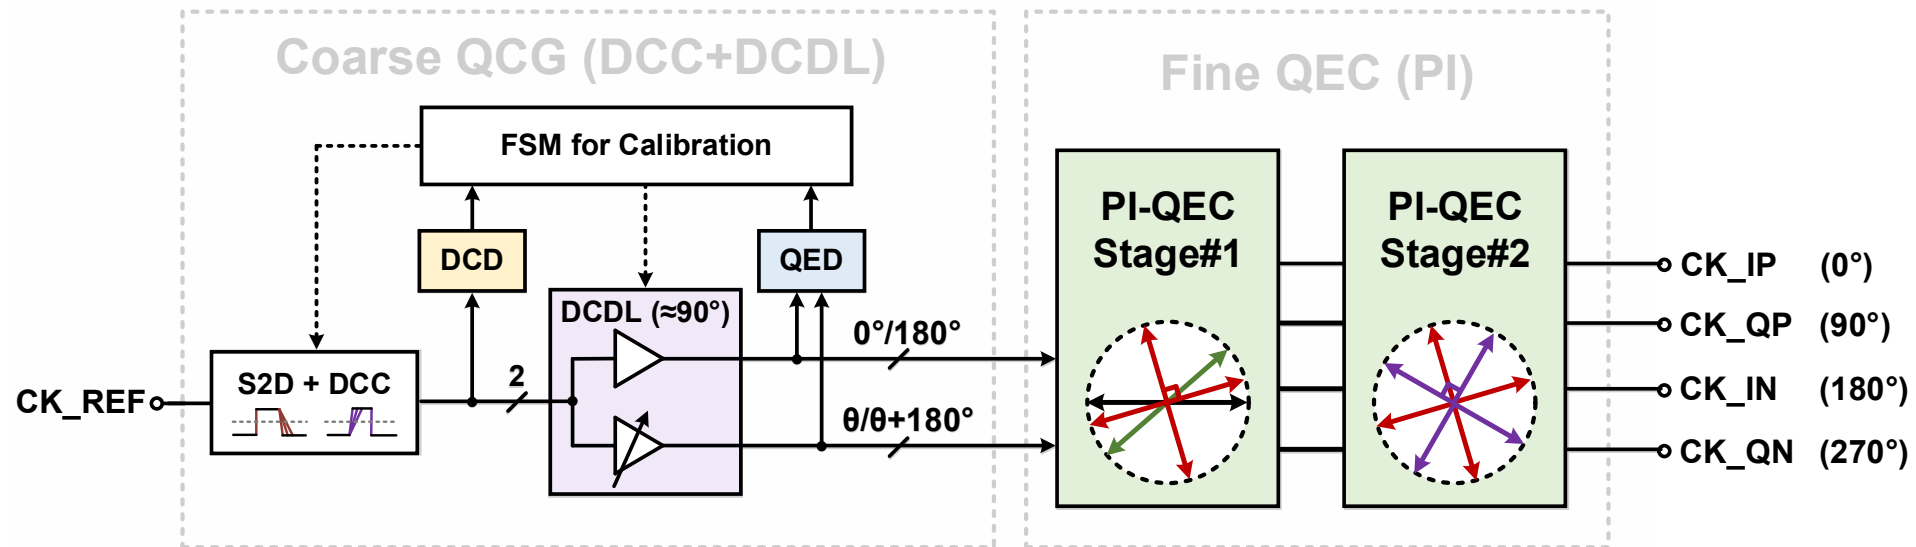 Coarse QCG (DCC+DCDL)
Fine QEC (PI)
FSM for Calibration
DCD
QED
DCDL (≈90°)
S2D + DCC
CK_REF
2
0°/180°
θ/θ+180°
PI-QEC
Stage#1
PI-QEC
Stage#2
CK_IP (0°)
CK_QP (90°)
CK_IN (180°)
CK_QN (270°)